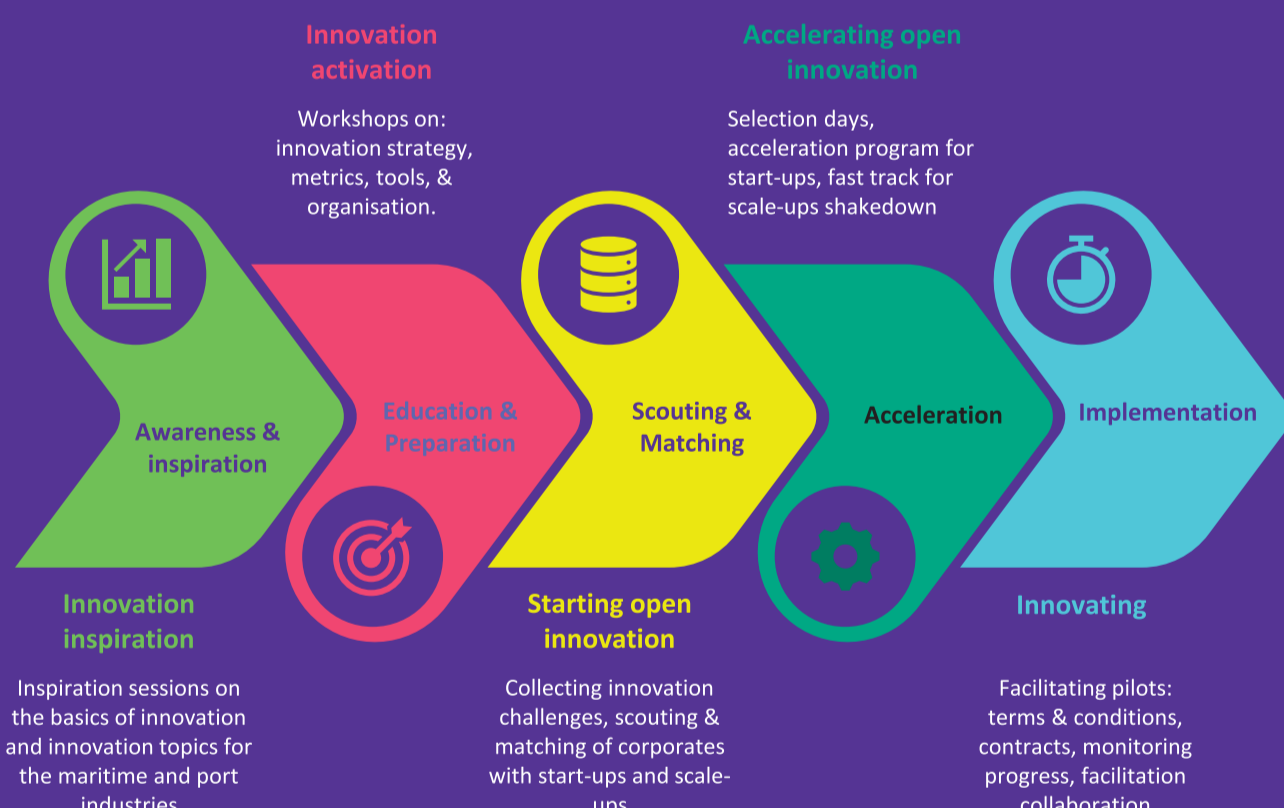 Innovation
activation
Workshops on:
innovation strategy,
metrics, tools, &
organisation.
Accelerating open
innovation
Selection days,
acceleration program for
start-ups, fast track for
scale-ups shakedown
Awareness &
inspiration
Education &
Preparation
Scouting &
Matching
Acceleration
Implementation
Innovation
inspiration
Inspiration sessions on
the basics of innovation
and innovation topics for
the maritime and port
industries
Starting open
innovation
Collecting innovation
challenges, scouting &
matching of corporates
with start-ups and scale-
ups
Innovating
Facilitating pilots:
terms & conditions,
contracts, monitoring
progress, facilitation
collaboration